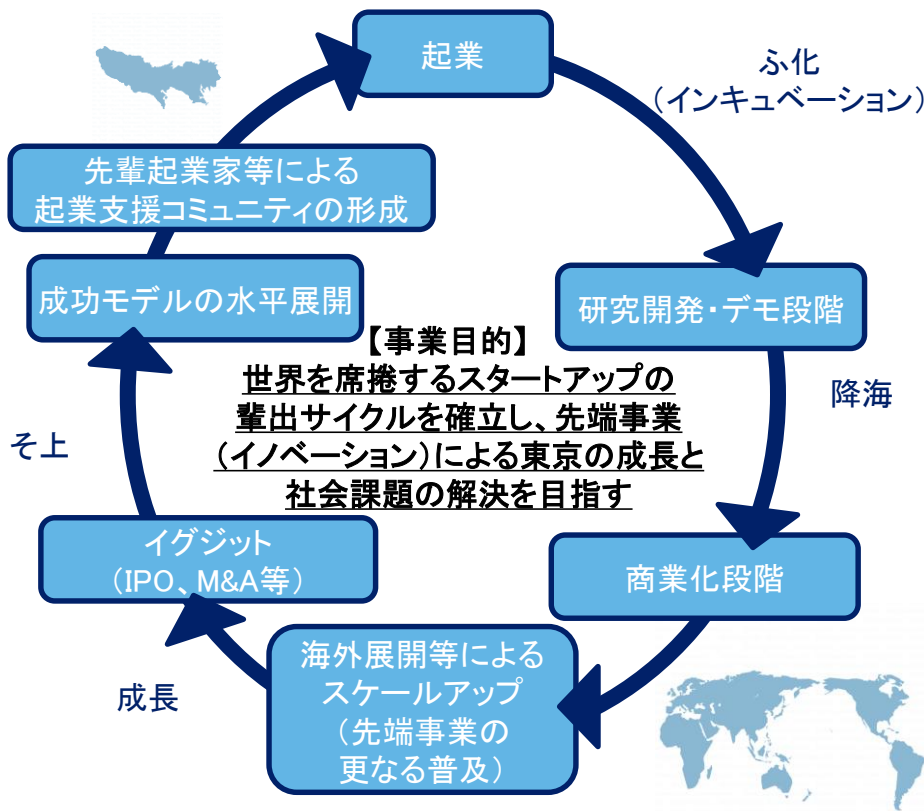 起業
ふ化
（インキュベーション）
研究開発・デモ段階
降海
商業化段階
海外展開等による
スケールアップ
（先端事業の
更なる普及）
成長
イグジット
（IPO、M&A等）
そ上
成功モデルの水平展開
先輩起業家等による
起業支援コミュニティの形成
【事業目的】
世界を席捲するスタートアップの
輩出サイクルを確立し、先端事業
（イノベーション）による東京の成長と
社会課題の解決を目指す